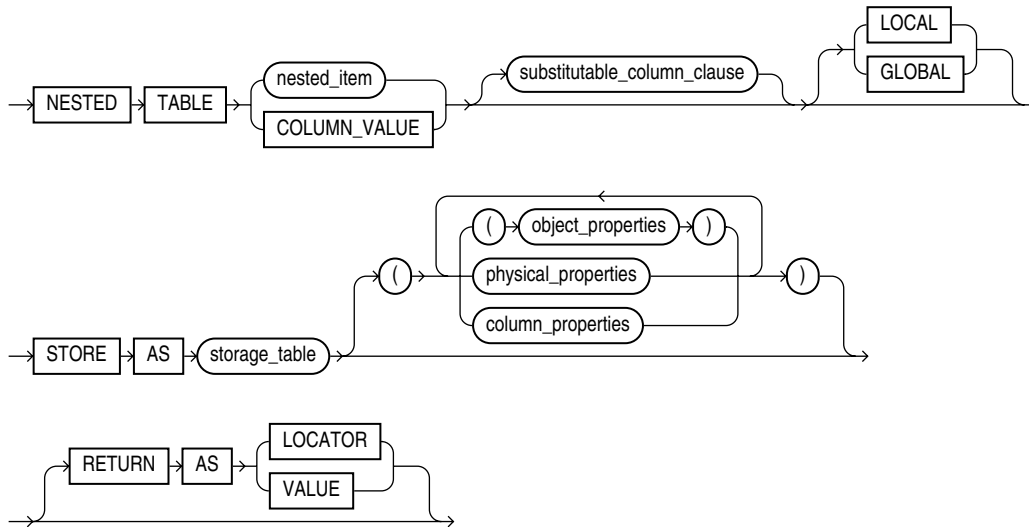 LOCAL
nested_item substitutable_column_clause GLOBAL
NESTED TABLE COLUMN_VALUE
( object_properties )
( physical_properties )
column_properties
STORE AS storage_table
LOCATOR
RETURN AS VALUE